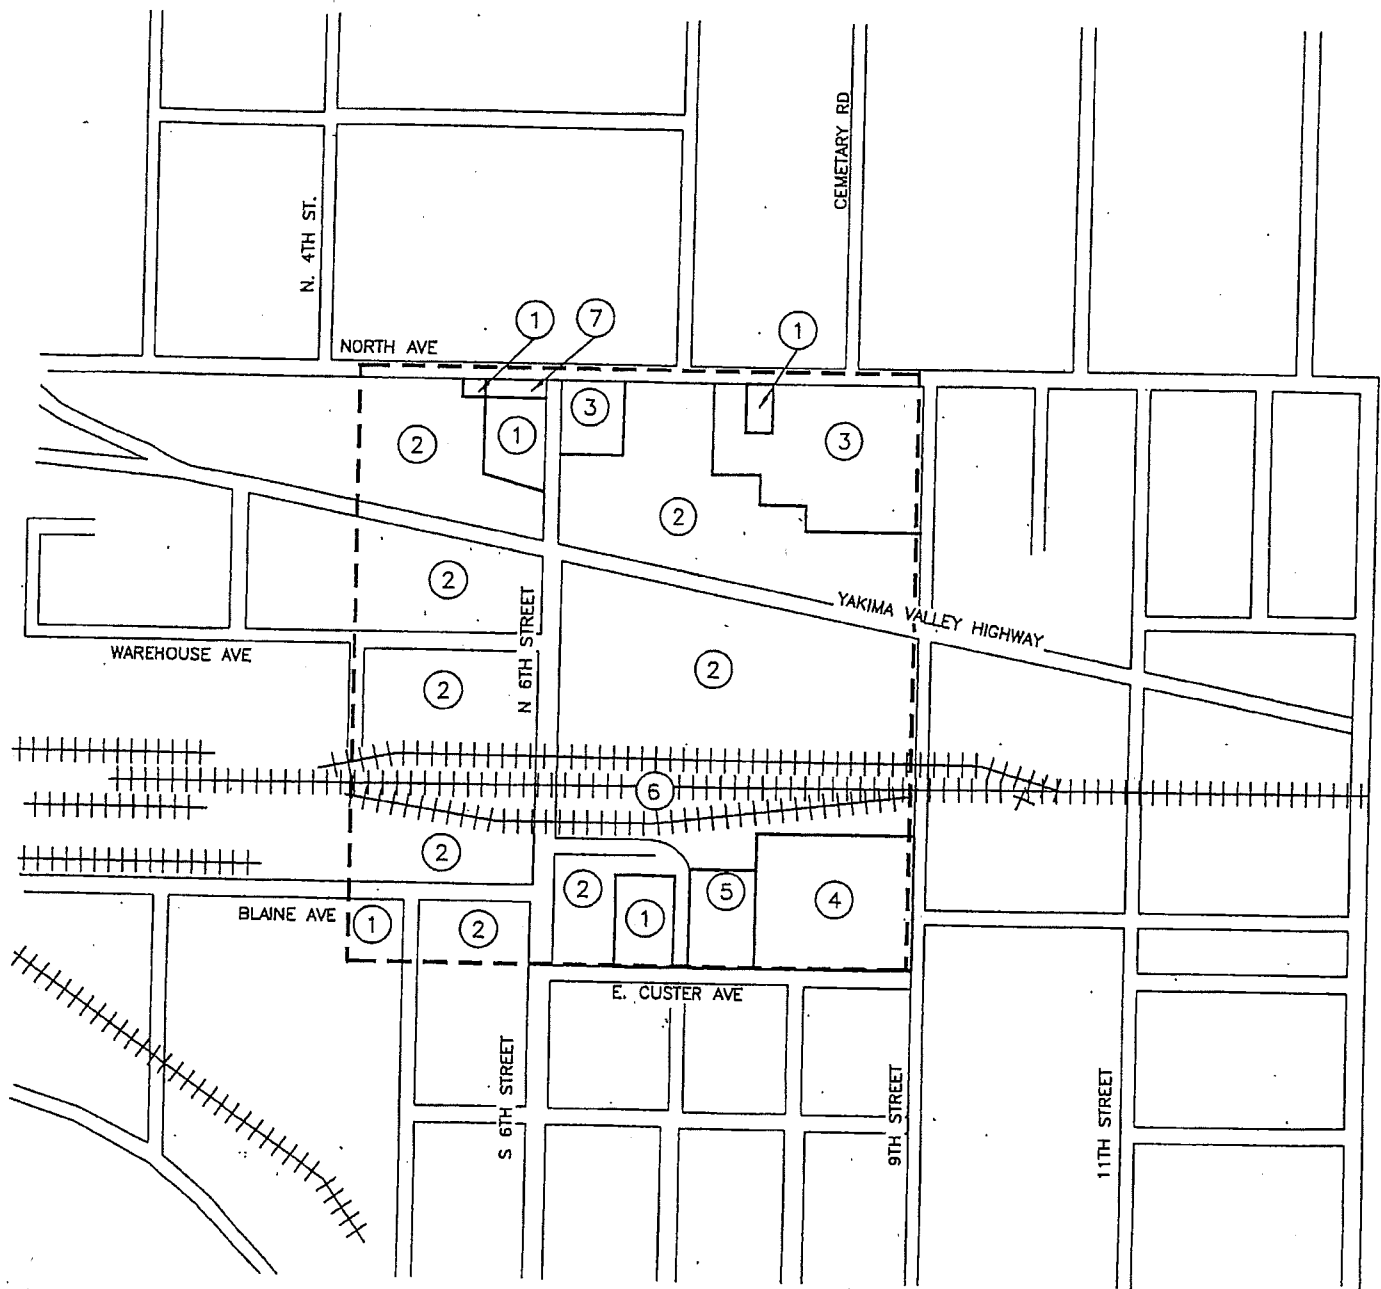 CEMETARY RD
N. 4TH ST.
1
7
1
NORTH AVE
3
1
2
3
2
2
YAKIMA VALLEY HIGHWAY
N 6TH STREET
WAREHOUSE AVE
2
2
6
2
2
5
4
BLAINE AVE
1
2
1
E. CUSTER AVE
S 6TH STREET
9TH STREET
11TH STREET